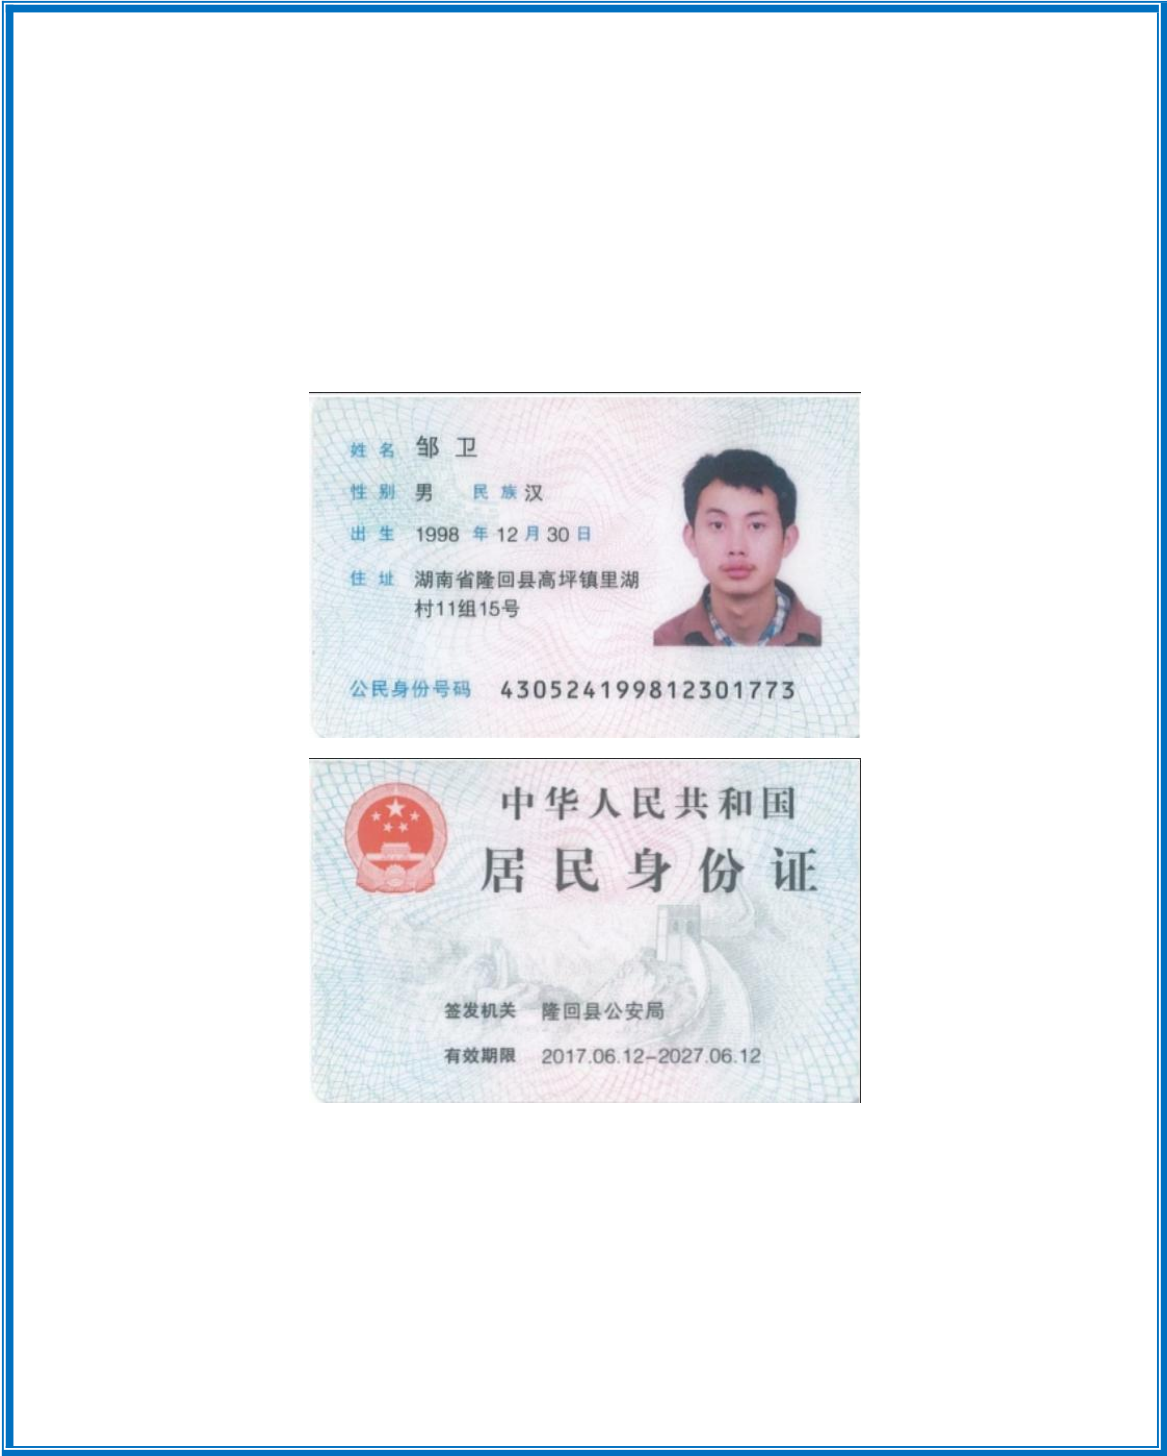 姓名 邹卫
性别 男 民族 汉
出生 1998 年 12 月 30 日
住址 湖南省隆回县高坪镇里湖
村11组15号
公民身份号码 430524199812301773
中华人民共和国
居民身份证
签发机关 隆回县公安局
有效期限 2017.06.12-2027.06.12